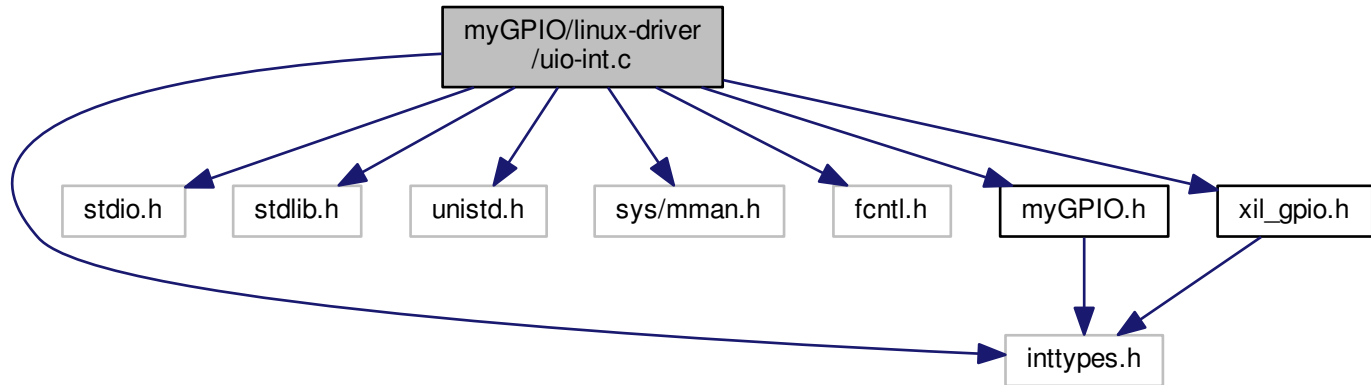 myGPIO/linux-driver
/uio-int.c
stdio.h
stdlib.h
unistd.h
sys/mman.h
fcntl.h
myGPIO.h
xil_gpio.h
inttypes.h